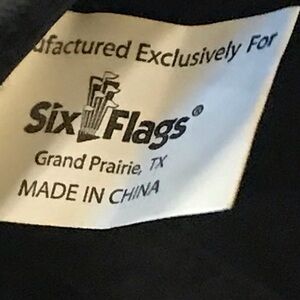 ufactured Exclusively For
Six Flags®
Grand Prairie, TX
MADE IN CHINA